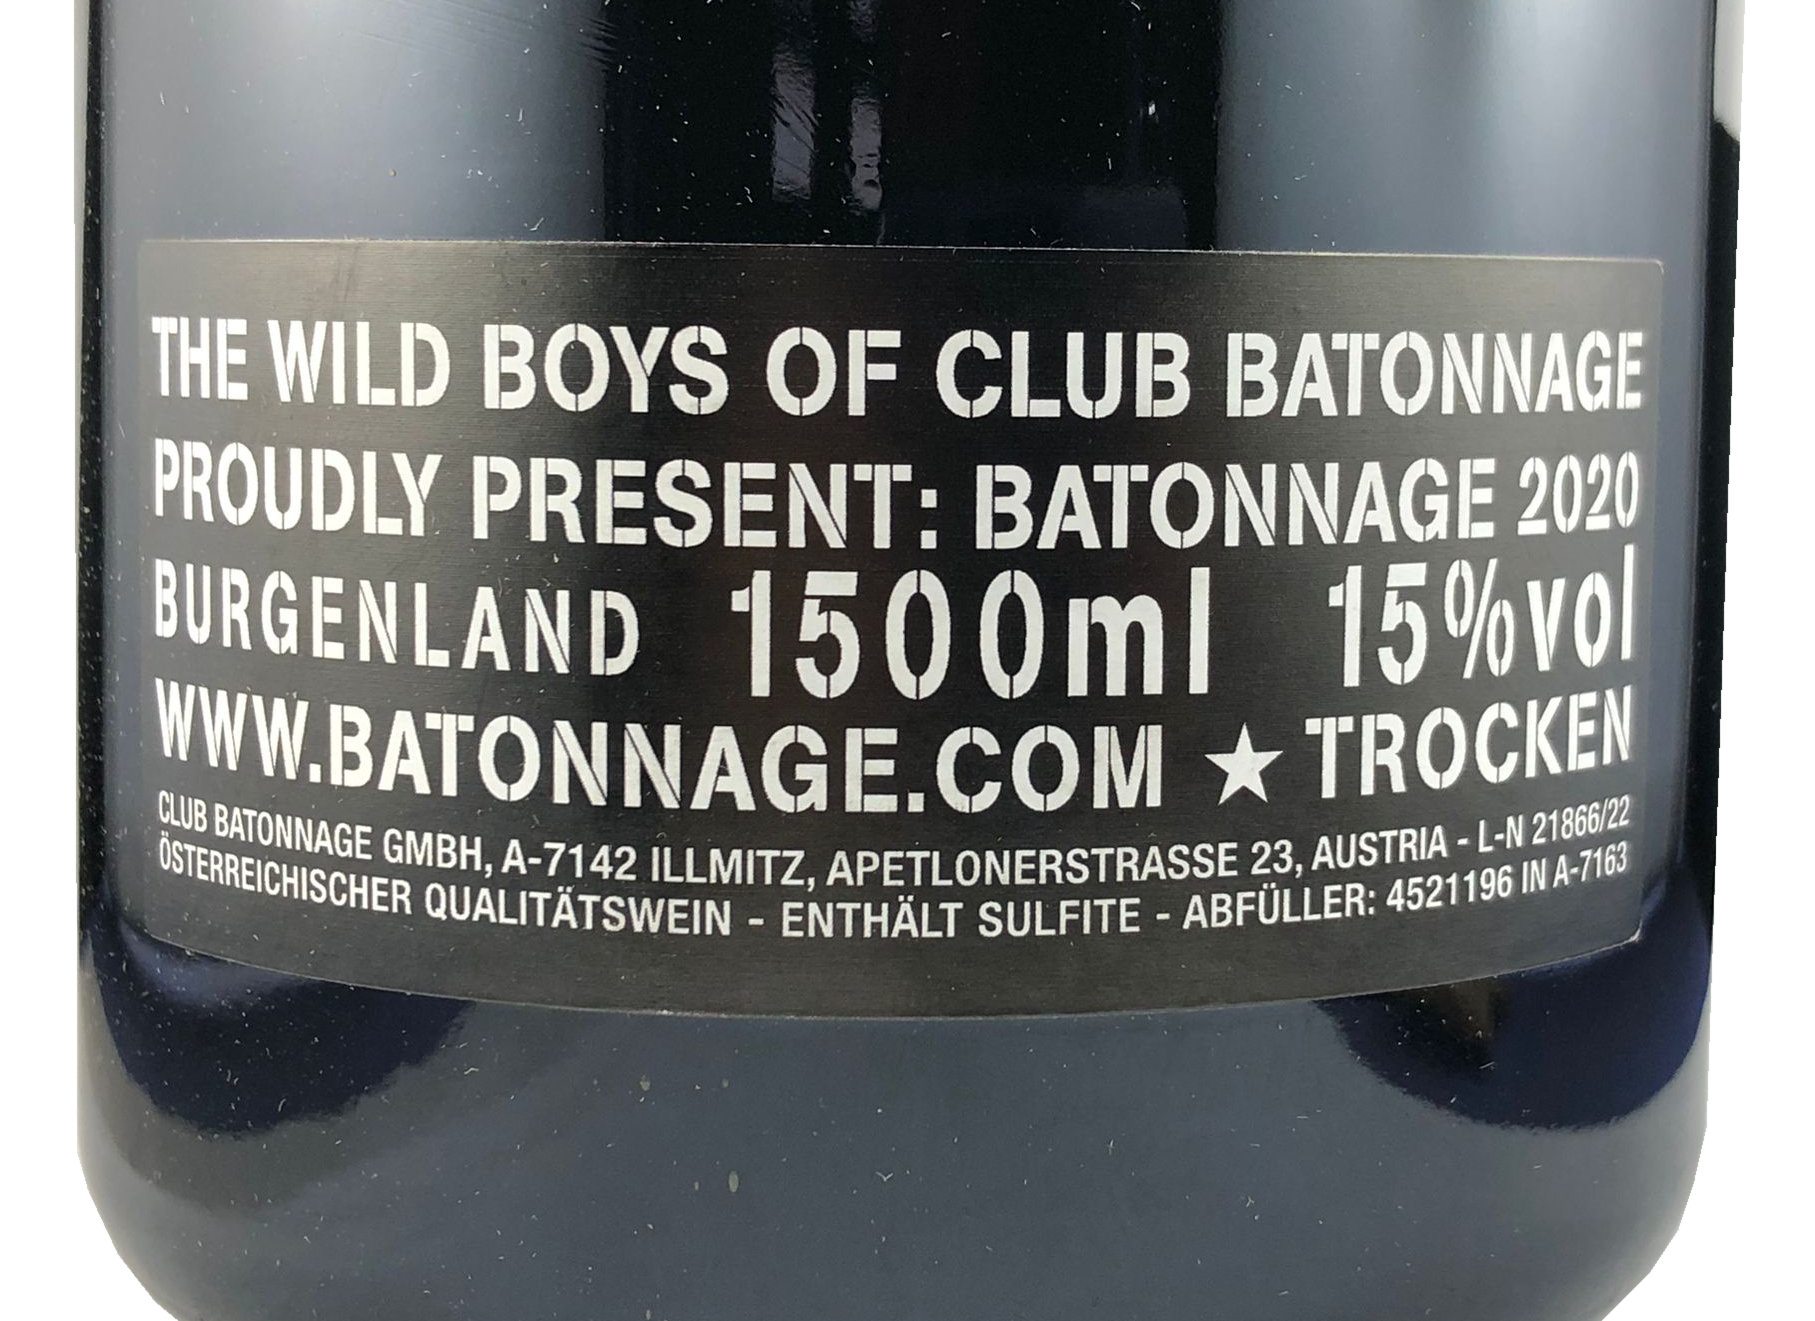 THE WILD BOYS OF CLUB BATONNAGE
PROUDLY PRESENT: BATONNAGE 2020
BURGENLAND 1500ml 15%vol
WWW.BATONNAGE.COM ★ TROCKEN
CLUB BATONNAGE GMBH, A-7142 ILLMITZ, APETLONERSTRASSE 23, AUSTRIA - L-N 21866/22
ÖSTERREICHISCHER QUALITÄTSWEIN - ENTHÄLT SULFITE - ABFÜLLER: 4521196 IN A-7163